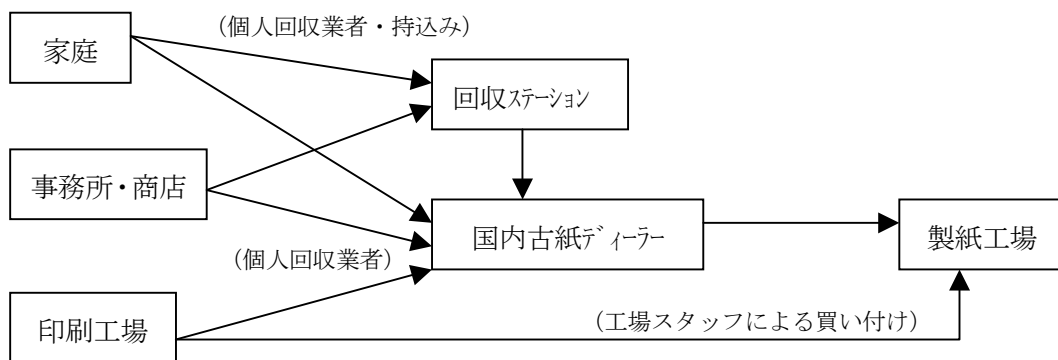 （個人回収業者・持込み）
家庭
回収ステーション
事務所・商店
国内古紙ディーラー
製紙工場
（個人回収業者）
印刷工場
（工場スタッフによる買い付け）